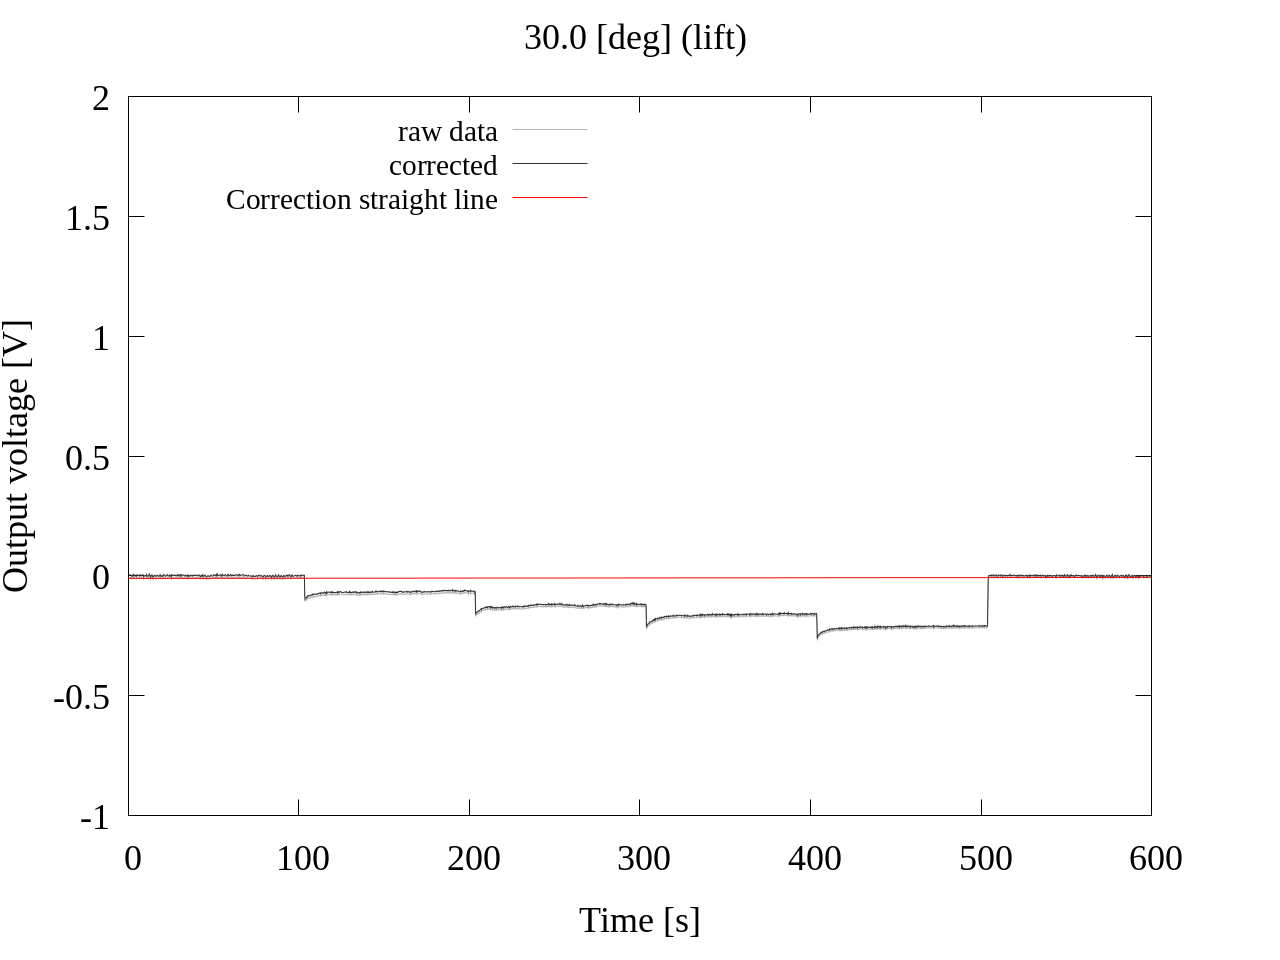 30.0 [deg] (lift)
2
1.5
1
0.5
0
-0.5
-1
raw data
corrected
Correction straight line
Output voltage [V]
0 100 200 300 400 500 600
Time [s]